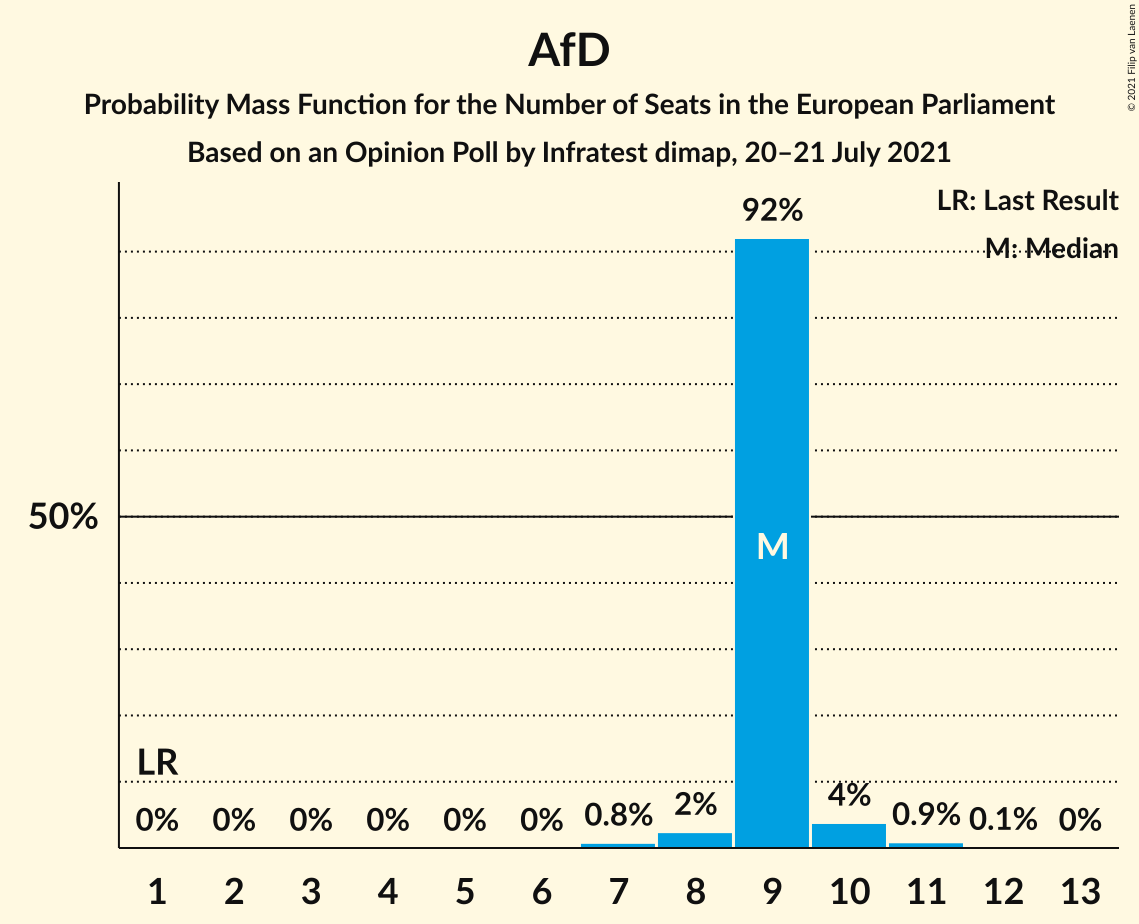 AfD
Probability Mass Function for the Number of Seats in the European Parliament
Based on an Opinion Poll by Infratest dimap, 20–21 July 2021
© 2021 Filip van Laenen
LR: Last Result
M: Median
92%
50%
M
LR
0% 0% 0% 0% 0% 0% 0.8% 2% 4% 0.9% 0.1% 0%
1 2 3 4 5 6 7 8 9 10 11 12 13